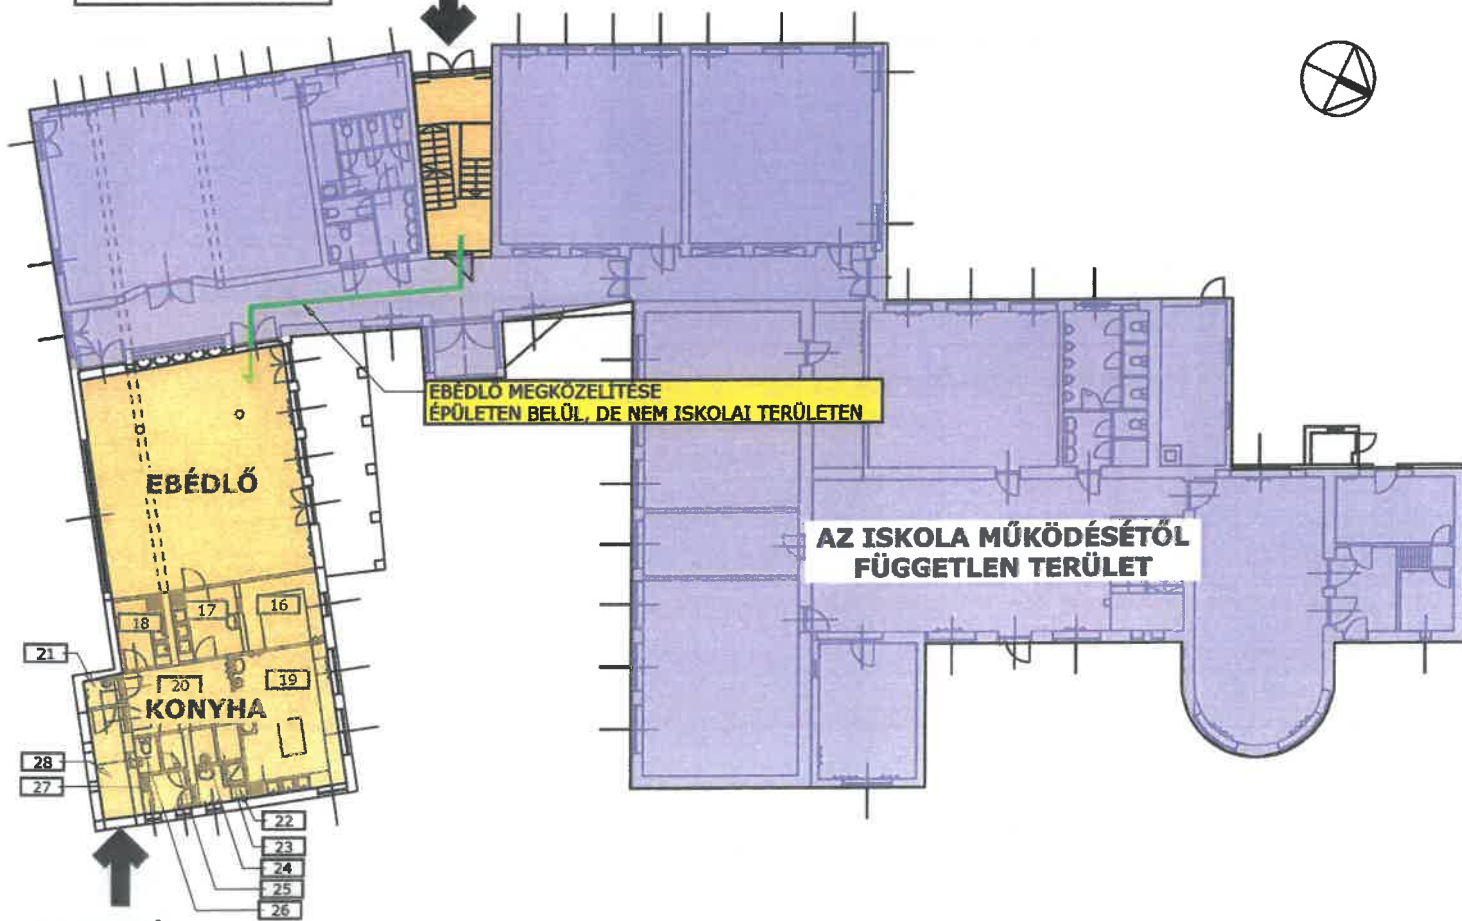 EBÉDLŐ MEGKÖZELÍTÉSE
ÉPÜLETEN BELÜL, DE NEM ISKOLAI TERÜLETEN
EBÉDLŐ
AZ ISKOLA MŰKÖDÉSÉTŐL
FÜGGETLEN TERÜLET
18
17
16
21
20
19
KONYHA
28
27
22
23
24
25
26